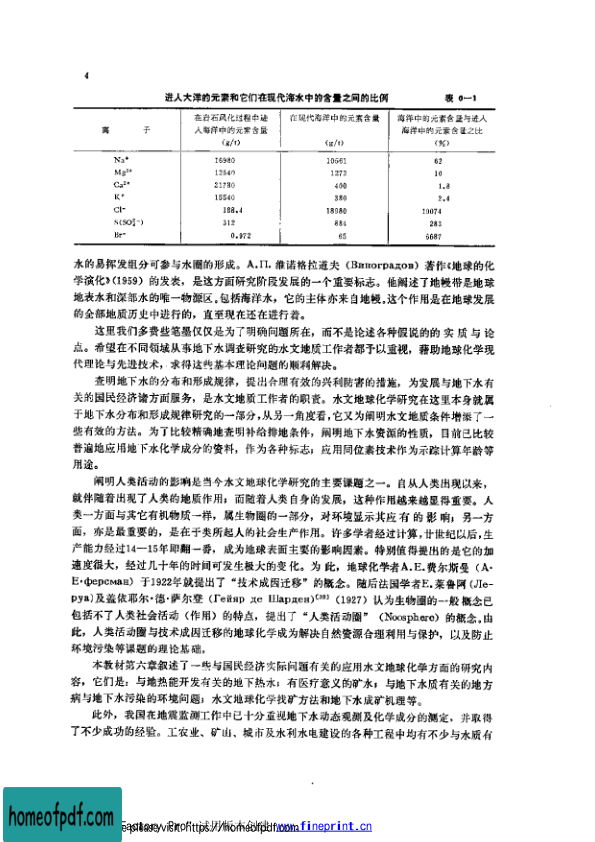 4
进入大洋的元素和它们在现代海水中的含量之间的比例 表 0—1
离 子 在岩石风化过程中进入海洋中的元素含量 (g/t) 在现代海洋中的元素含量 (g/t) 海洋中的元素含量与进入海洋中的元素含量之比 (%)
Na⁺ 16980 10561 62
Mg²⁺ 12540 1272 10
Ca²⁺ 21780 400 1.8
K⁺ 15540 380 2.4
Cl⁻ 188.4 18980 10074
S(SO₄²⁻) 312 884 283
Br⁻ 0.972 65 6687
水的易挥发组分可参与水圈的形成。А.П.维诺格拉道夫（Виноградов）著作《地球的化
学演化》(1959) 的发表，是这方面研究阶段发展的一个重要标志。他阐述了地幔带是地球
地表水和深部水的唯一物源区。包括海洋水，它的主体亦来自地幔。这个作用是在地球发展
的全部地质历史中进行的，直至现在还在进行着。
这里我们多费些笔墨仅仅是为了明确问题所在，而不是论述各种假说的的实质与论
点。希望在不同领域从事地下水调查研究的水文地质工作者都予以重视，藉助地球化学现
代理论与先进技术，求得这些基本理论问题的顺利解决。
查明地下水的分布和形成规律，提出合理有效的兴利防害的措施，为发展与地下水有
关的国民经济诸方面服务，是水文地质工作者的职责。水文地球化学研究在这里本身就属
于地下水分布和形成规律研究的一部分，从另一角度看，它又为阐明水文地质条件增添了一
些有效的方法。为了比较精确地查明补给排地条件，阐明地下水资源的性质，目前已比较
普遍地应用地下水化学成分的资料，作为各种标志；应用同位素技术作为示踪计算年龄等
用途。
阐明人类活动的影响是当今水文地球化学研究的主要课题之一。自从人类出现以来，
就伴随着出现了人类的地质作用；而随着人类自身的发展，这种作用越来越显得重要。人
类一方面与其它有机物质一样，属生物圈的一部分，对环境显示其应有的影响；另一方
面，亦是最重要的，是在于类所起人的社会生产作用。许多学者经过计算，廿世纪以后，生
产能力经过14—15年即翻一番，成为地球表面主要的影响因素。特别值得提出的是它的加
速度很大，经过几十年的时间可发生极大的变化。为此，地球化学者А.Е.费尔斯曼（А·
Е·ферсман）于1922年就提出了“技术成因迁移”的概念。随后法国学者Е.莱鲁阿（Ле-
руа)及盖依耶尔·德·萨尔登（Гейяр де Шарден)⁽³⁸⁾（1927）认为生物圈的一般概念已
包括不了人类社会活动（作用）的特点，提出了“人类活动圈”（Noosphere）的概念。由
此，人类活动圈与技术成因迁移的地球化学成为解决自然资源合理利用与保护，以及防止
环境污染等课题的理论基础。
本教材第六章叙述了一些与国民经济实际问题有关的应用水文地球化学方面的研究内
容，它们是：与地热能开发有关的地下热水；有医疗意义的矿水；与地下水质有关的地方
病与地下水污染的环境问题；水文地球化学找矿方法和地下水成矿机理等。
此外，我国在地震监测工作中已十分重视地下水动态观测及化学成分的测定，并取得
了不少成功的经验。工农业、矿山、城市及水利水电建设的各种工程中均有不少与水质有
homeofpdf.com
Factory Pro" 试用版本创建 www.fineprint.cn
please visit: https://homeofpdf.com